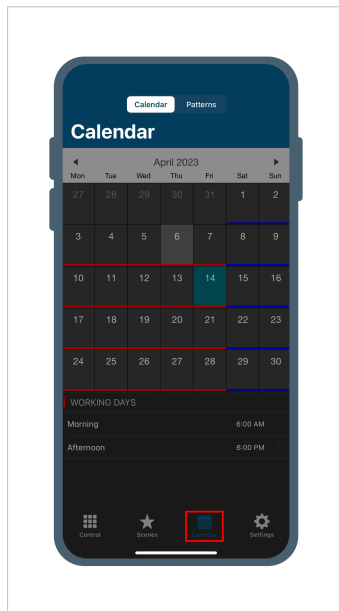 Calendar Patterns
Calendar
April 2023
Mon Tue Wed Thu Fri Sat Sun
27 28 29 30 31 1 2
3 4 5 6 7 8 9
10 11 12 13 14 15 16
17 18 19 20 21 22 23
24 25 26 27 28 29 30
WORKING DAYS
Morning 6:00 AM
Afternoon 6:00 PM
Control Scenes Calendar Settings